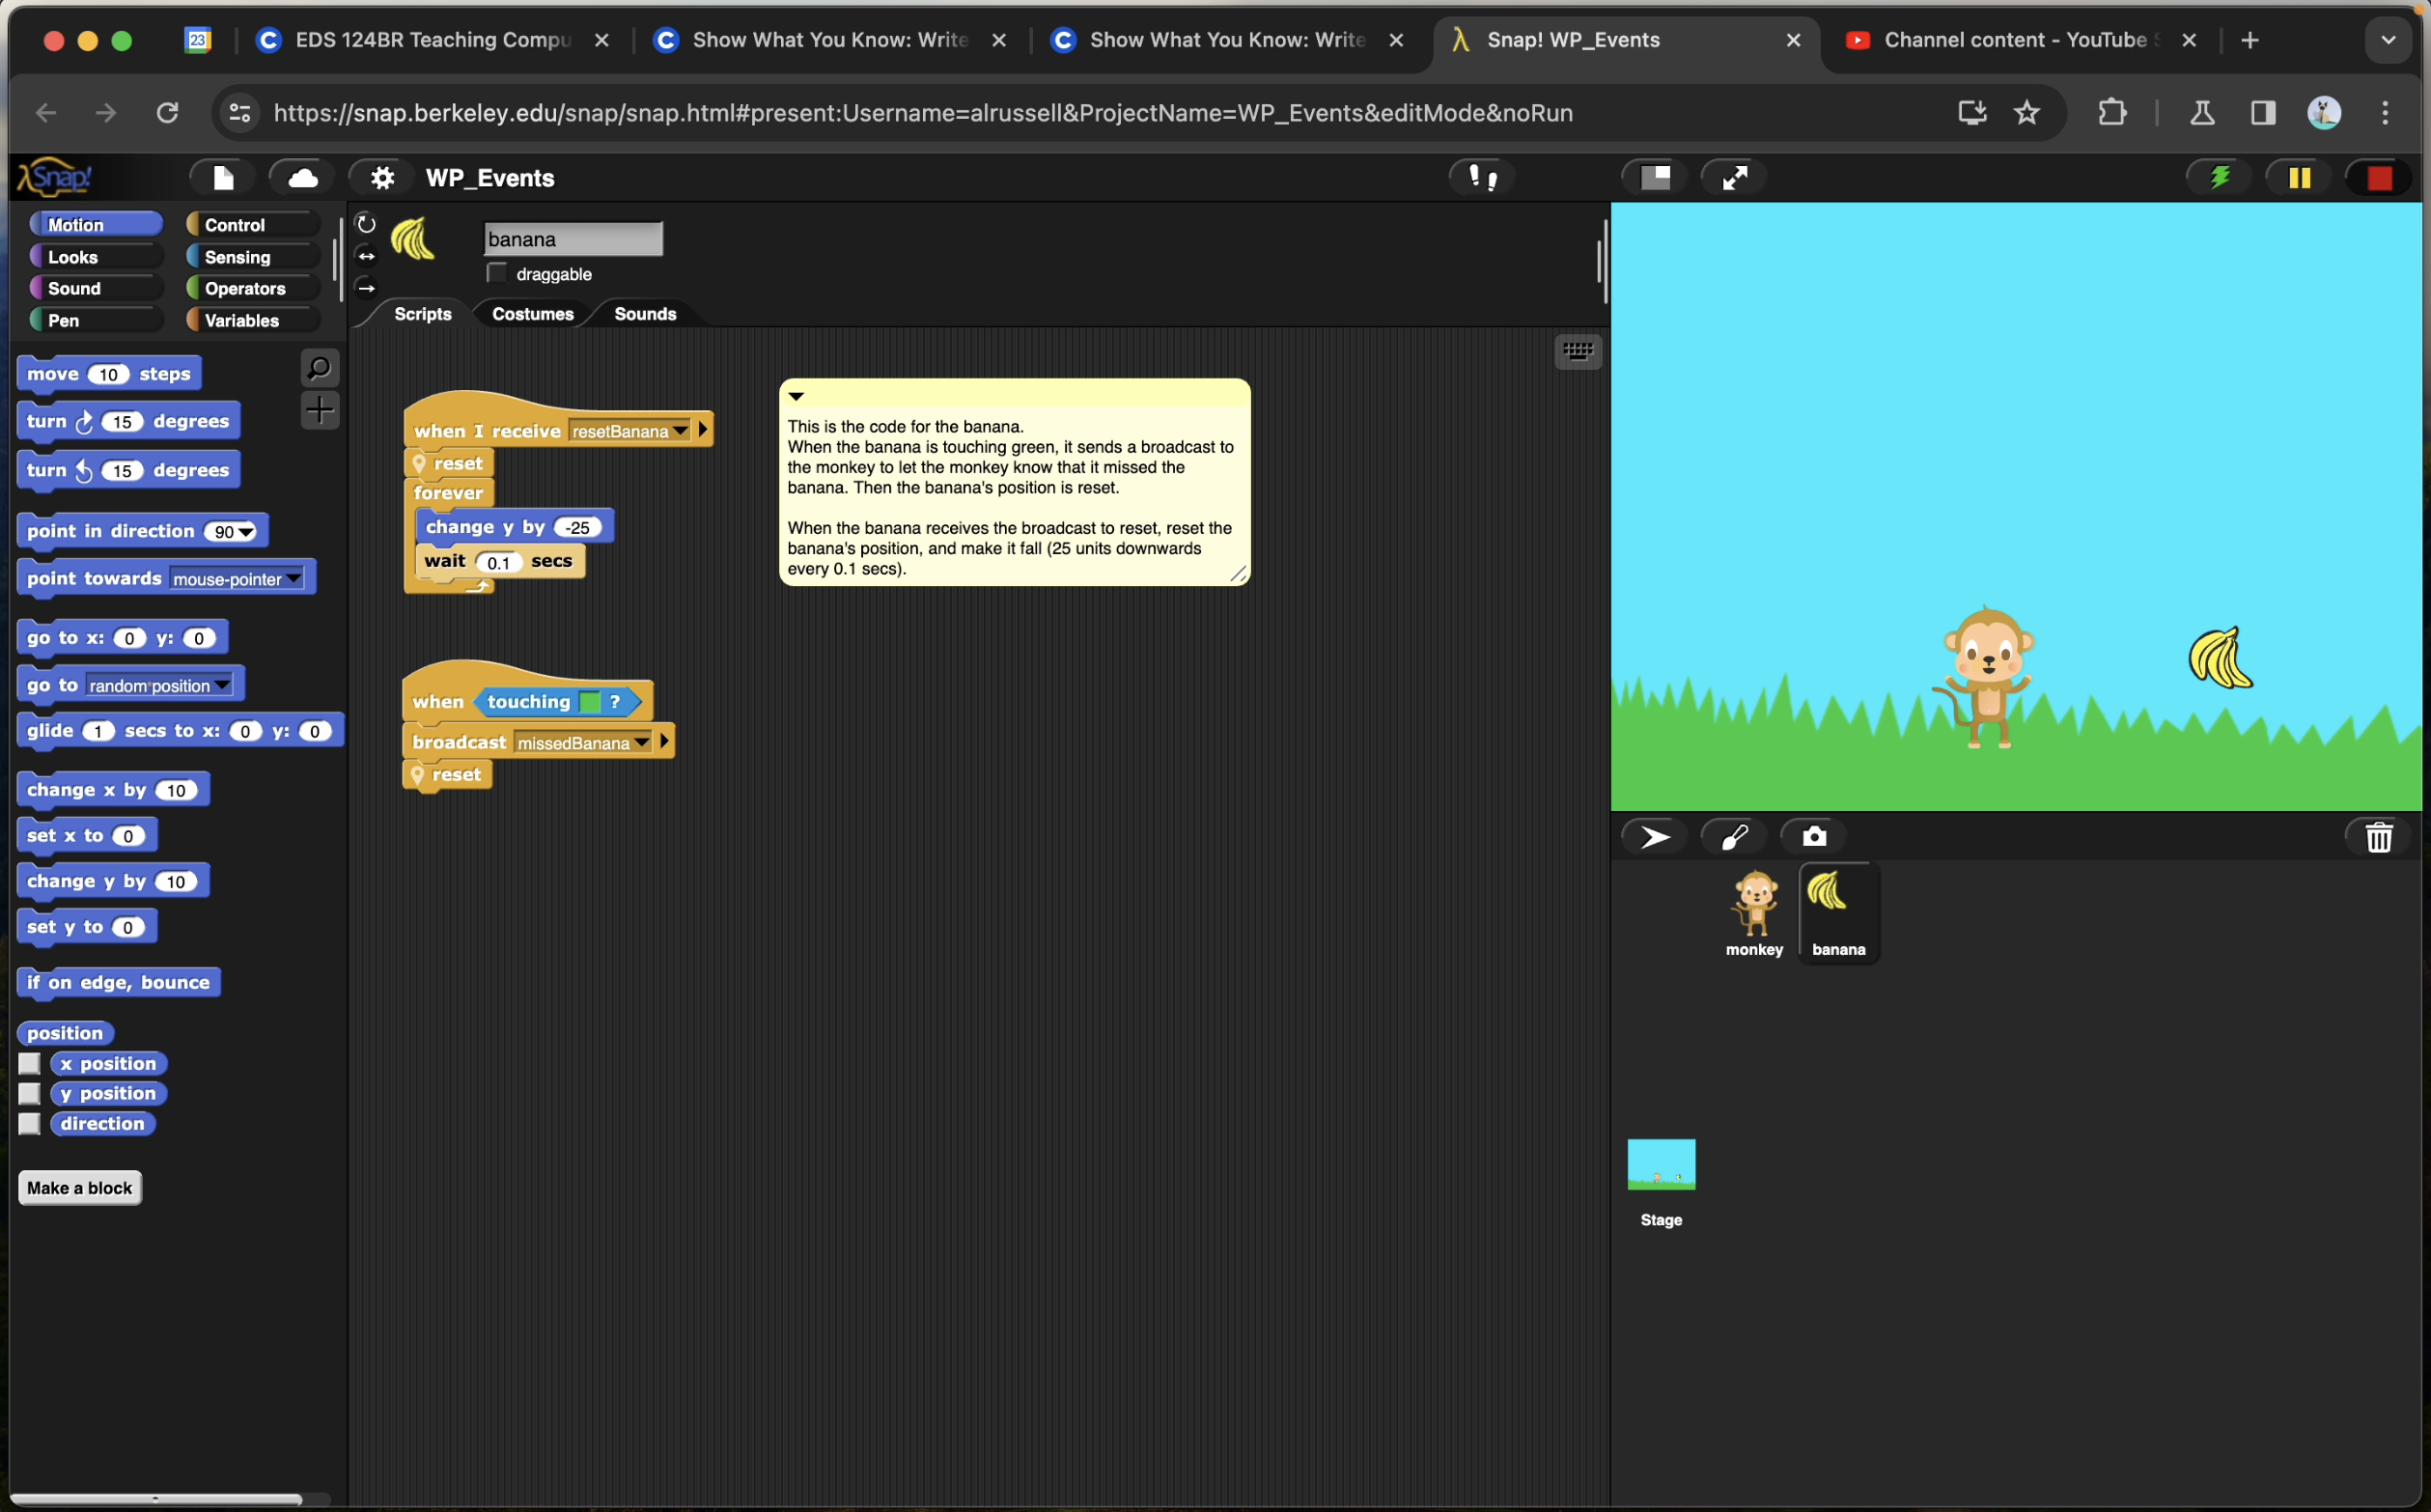 23
EDS 124BR Teaching Compu
Show What You Know: Write
Show What You Know: Write
Snap! WP_Events
Channel content - YouTube S
https://snap.berkeley.edu/snap/snap.html#present:Username=alrussell&ProjectName=WP_Events&editMode&noRun
λSnap!
WP_Events
Motion
Control
Looks
Sensing
Sound
Operators
Pen
Variables
banana
draggable
Scripts
Costumes
Sounds
move 10 steps
turn 15 degrees
turn 15 degrees
point in direction 90
point towards mouse-pointer
go to x: 0 y: 0
go to random position
glide 1 secs to x: 0 y: 0
change x by 10
set x to 0
change y by 10
set y to 0
if on edge, bounce
position
x position
y position
direction
Make a block
when I receive resetBanana
reset
forever
change y by -25
wait 0.1 secs
when touching ?
broadcast missedBanana
reset
This is the code for the banana.
When the banana is touching green, it sends a broadcast to
the monkey to let the monkey know that it missed the
banana. Then the banana's position is reset.
When the banana receives the broadcast to reset, reset the
banana's position, and make it fall (25 units downwards
every 0.1 secs).
monkey
banana
Stage